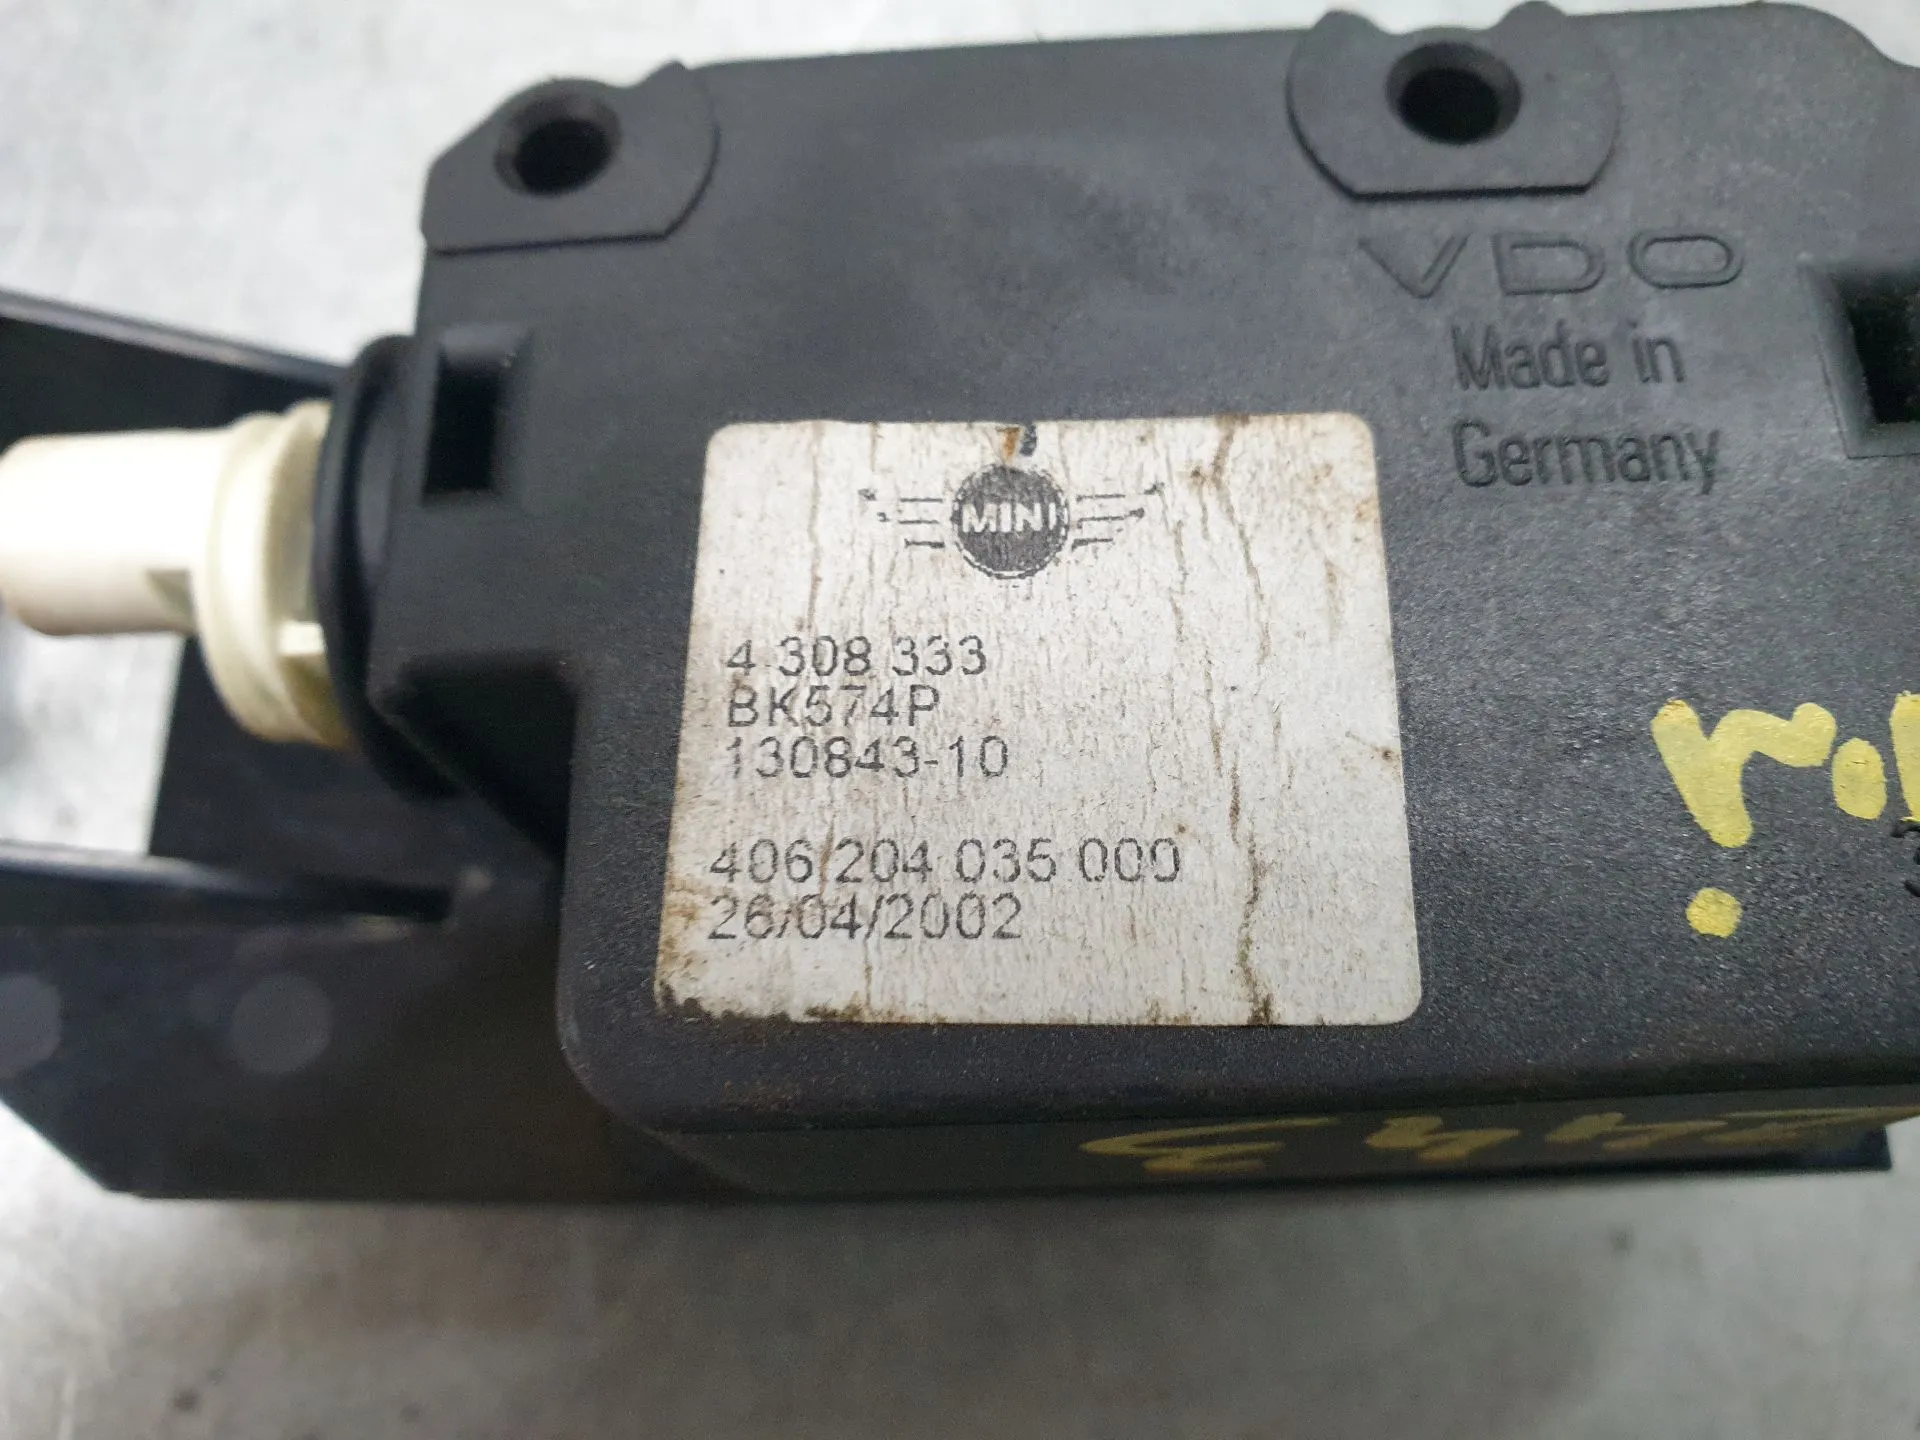 VDO
Made in
Germany
MINI
4 308 333
BK574P
130843-10
406 204 035 000
26/04/2002